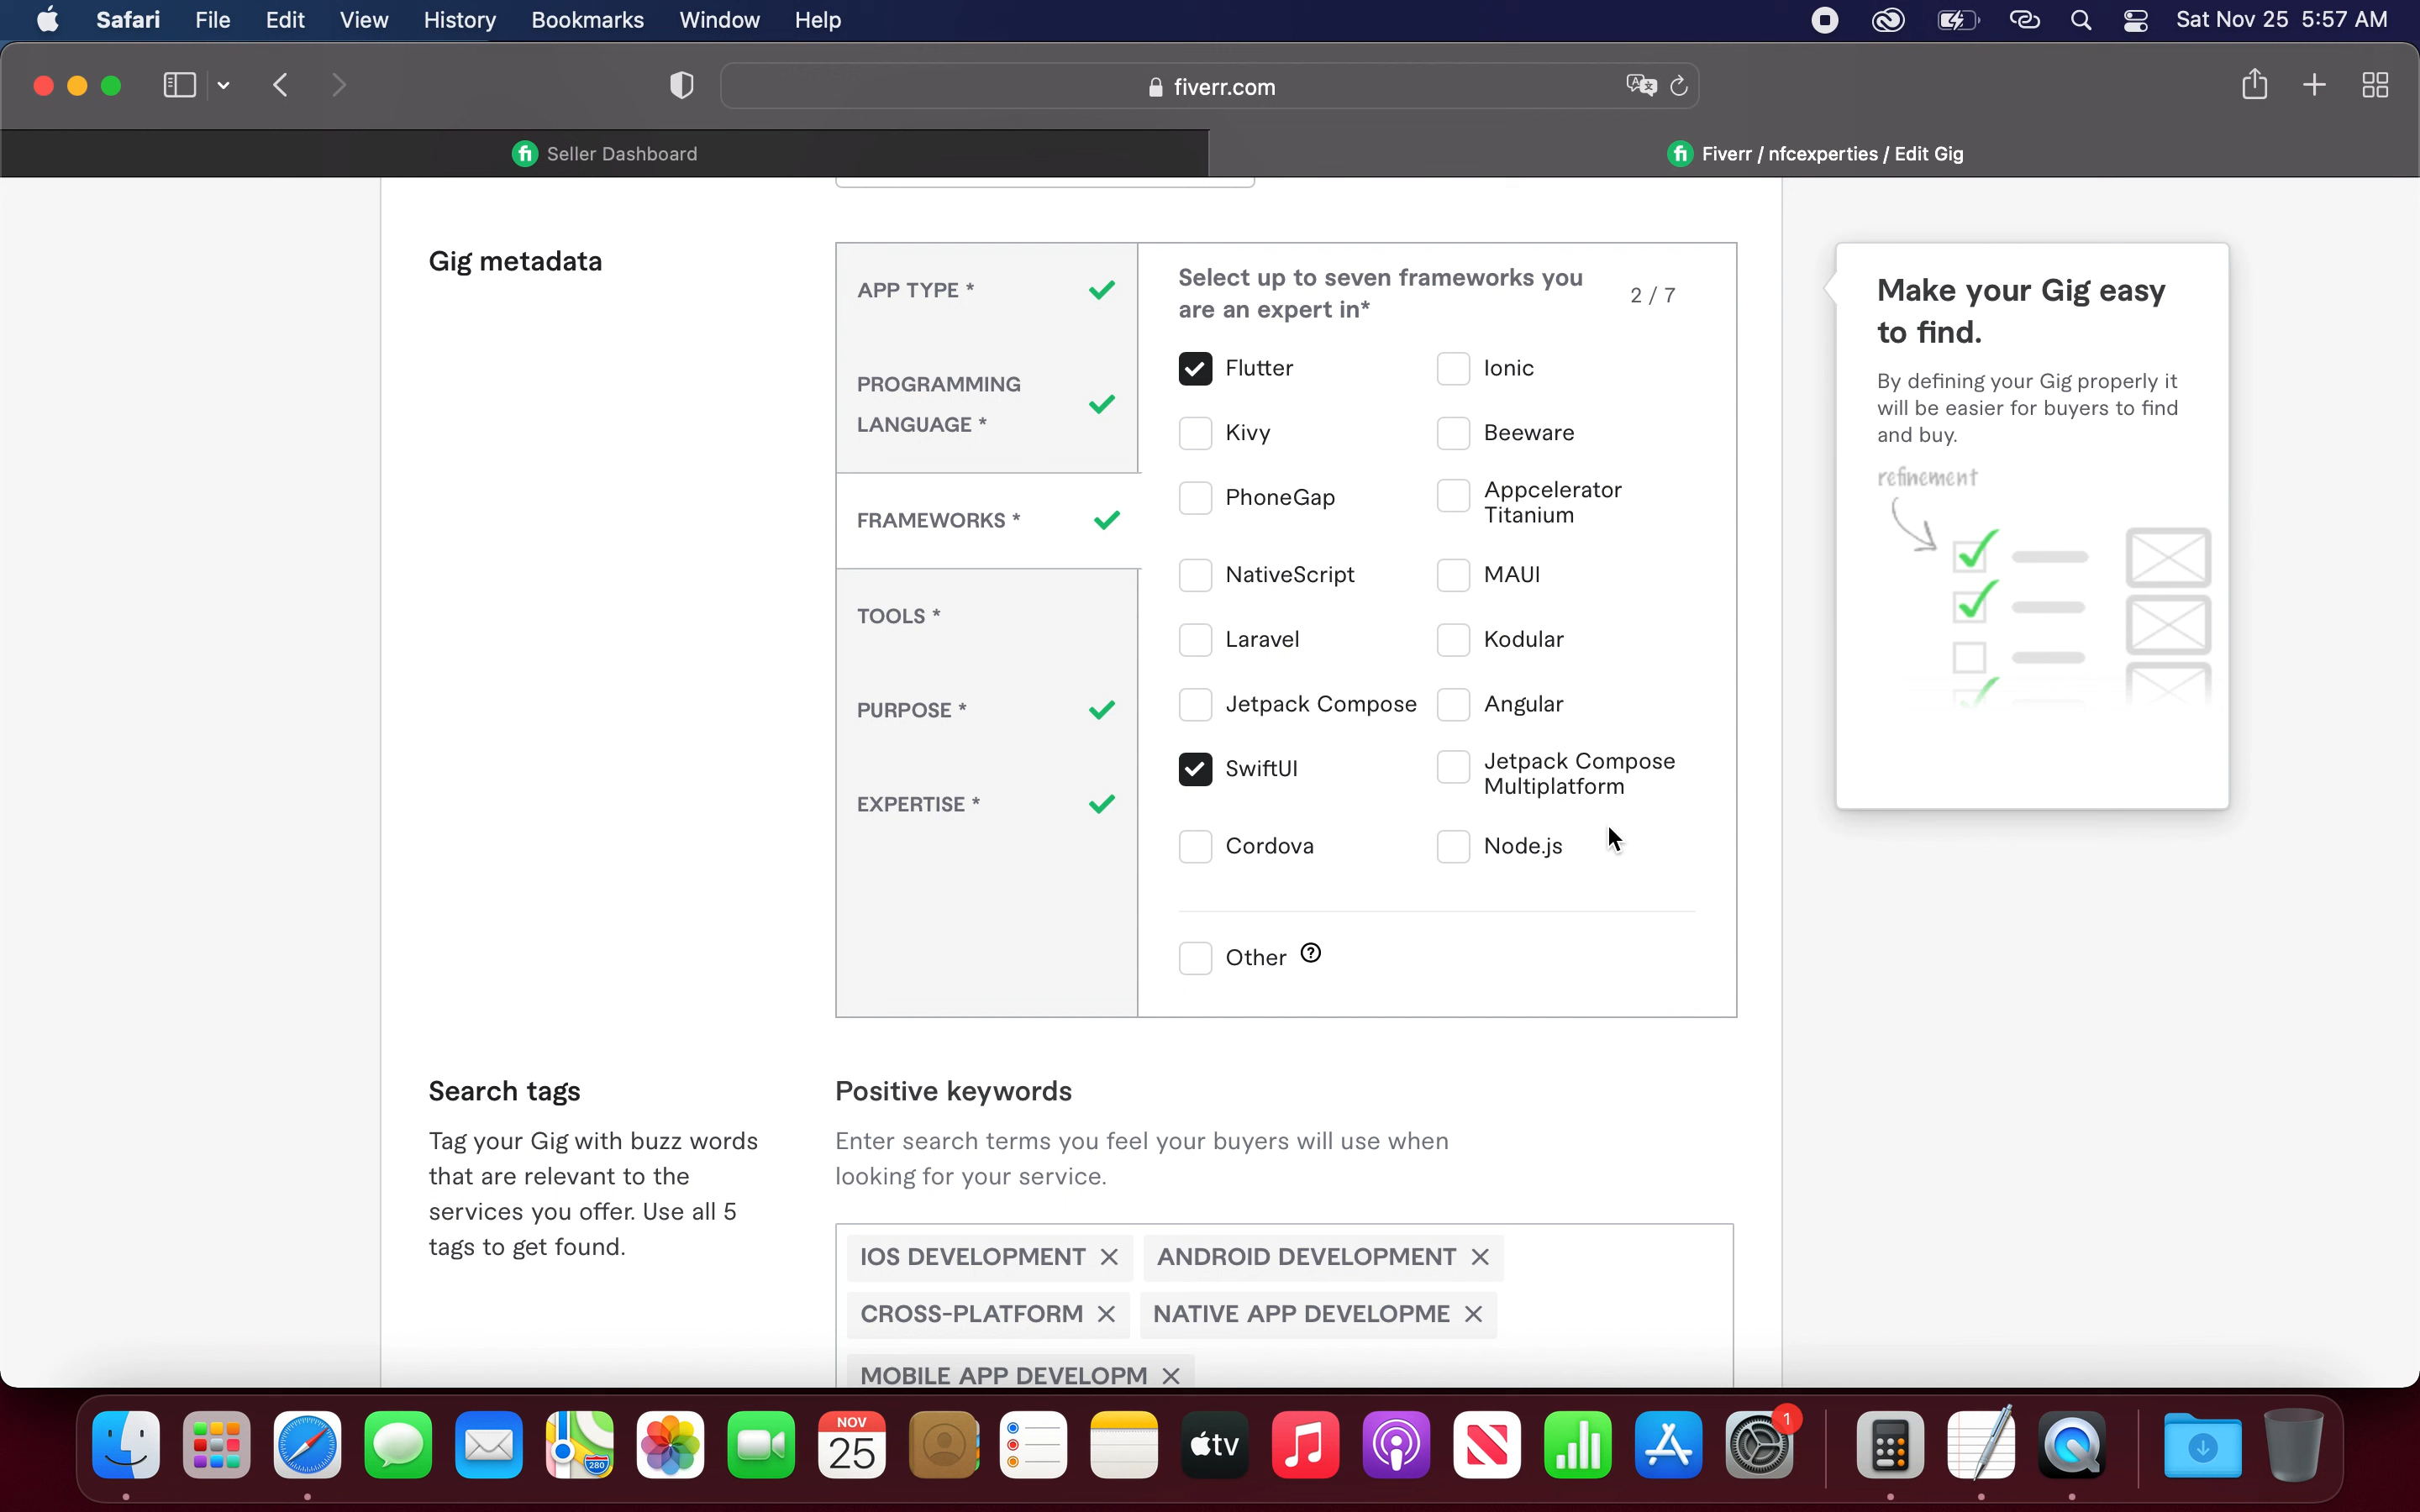 Safari File Edit View History Bookmarks Window Help Sat Nov 25 5:57 AM
fiverr.com
fi Seller Dashboard
fi Fiverr / nfcexperties / Edit Gig
Gig metadata
APP TYPE *
PROGRAMMING
LANGUAGE *
FRAMEWORKS *
TOOLS *
PURPOSE *
EXPERTISE *
Select up to seven frameworks you
are an expert in*
2 / 7
Flutter
Ionic
Kivy
Beeware
PhoneGap
Appcelerator
Titanium
NativeScript
MAUI
Laravel
Kodular
Jetpack Compose
Angular
SwiftUI
Jetpack Compose
Multiplatform
Cordova
Node.js
Other
Make your Gig easy
to find.
By defining your Gig properly it
will be easier for buyers to find
and buy.
refinement
Search tags
Tag your Gig with buzz words
that are relevant to the
services you offer. Use all 5
tags to get found.
Positive keywords
Enter search terms you feel your buyers will use when
looking for your service.
IOS DEVELOPMENT
ANDROID DEVELOPMENT
CROSS-PLATFORM
NATIVE APP DEVELOPME
MOBILE APP DEVELOPM
280
NOV
25
tv
1